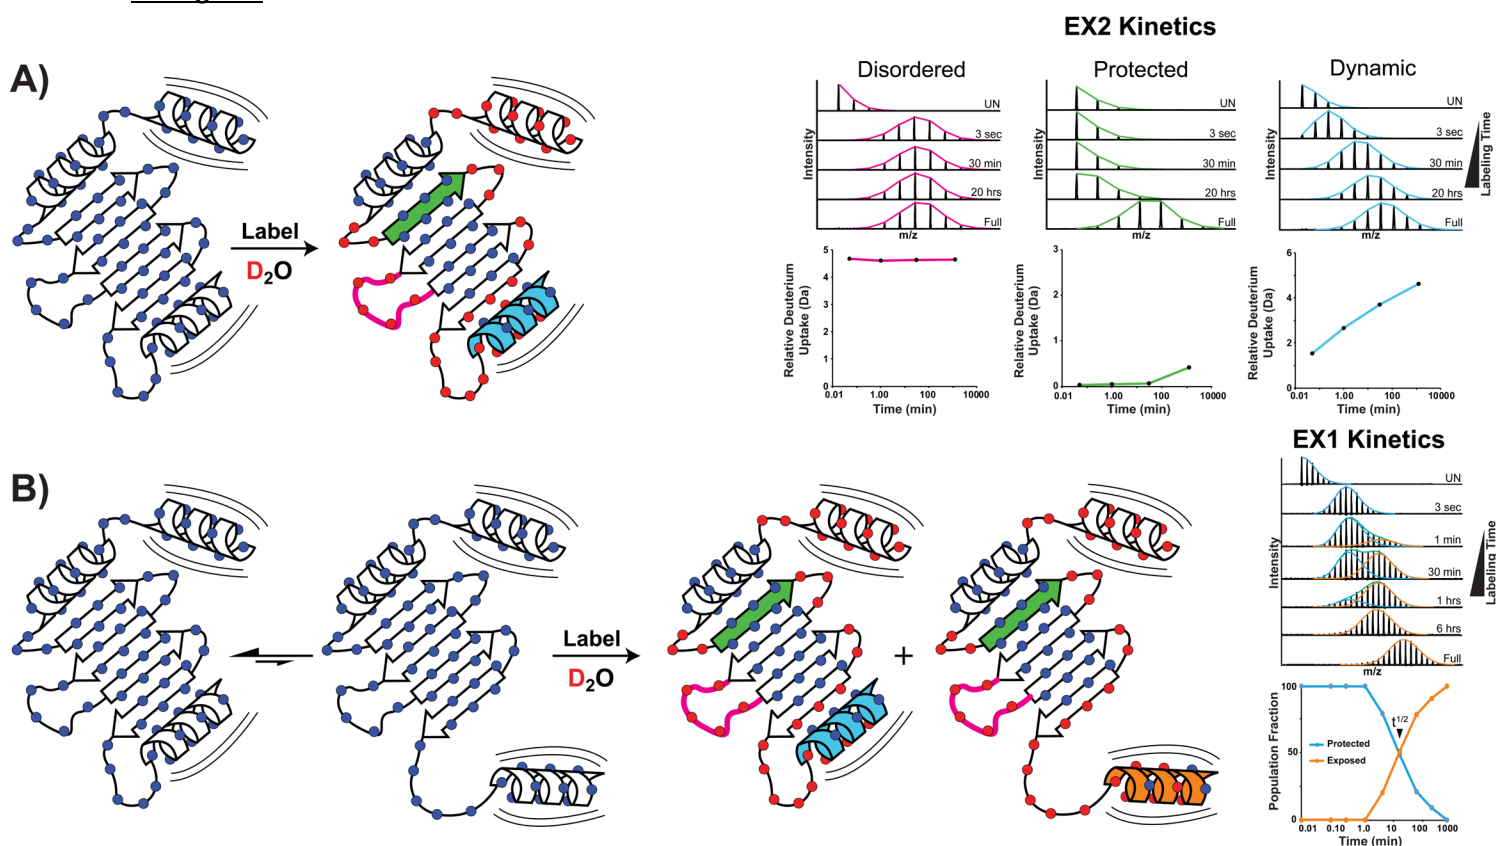 EX2 Kinetics
A)
Label
D2O
Disordered
Intensity
UN
3 sec
30 min
20 hrs
Full
m/z
Relative Deuterium
Uptake (Da)
5
4
3
2
1
0
0.01 1.00 100 10000
Time (min)
Protected
Intensity
UN
3 sec
30 min
20 hrs
Full
m/z
Relative Deuterium
Uptake (Da)
3
2
1
0
0.01 1.00 100 10000
Time (min)
Dynamic
Intensity
UN
3 sec
30 min
20 hrs
Full
m/z
Labeling Time
Relative Deuterium
Uptake (Da)
6
4
2
0
0.01 1.00 100 10000
Time (min)
B)
Label
D2O
+
EX1 Kinetics
Intensity
UN
3 sec
1 min
30 min
1 hrs
6 hrs
Full
m/z
Labeling Time
Population Fraction
100
50
0
t1/2
Protected
Exposed
0.01 0.10 1.0 10 100 1000
Time (min)